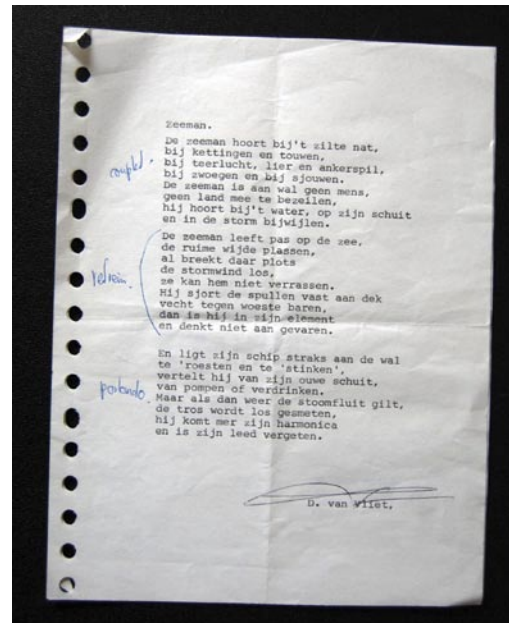 Zeeman.
De zeeman hoort bij't zilte nat,
bij kettingen en touwen,
bij teerlucht, lier en ankerspil,
bij zwoegen en bij sjouwen.
De zeeman is aan wal geen mens,
geen land mee te bezeilen,
hij hoort bij't water, op zijn schuit
en in de storm bijwijlen.
couplet.
De zeeman leeft pas op de zee,
de ruime wijde plassen,
al breekt daar plots
de stormwind los,
ze kan hem niet verrassen.
Hij sjort de spullen vast aan dek
vecht tegen woeste baren,
dan is hij in zijn element
en denkt niet aan gevaren.
refrein.
En ligt zijn schip straks aan de wal
te 'roesten en te 'stinken',
vertelt hij van zijn ouwe schuit,
van pompen of verdrinken.
Maar als dan weer de stoomfluit gilt,
de tros wordt los gesmeten,
hij komt mer zijn harmonica
en is zijn leed vergeten.
D. van Vliet.